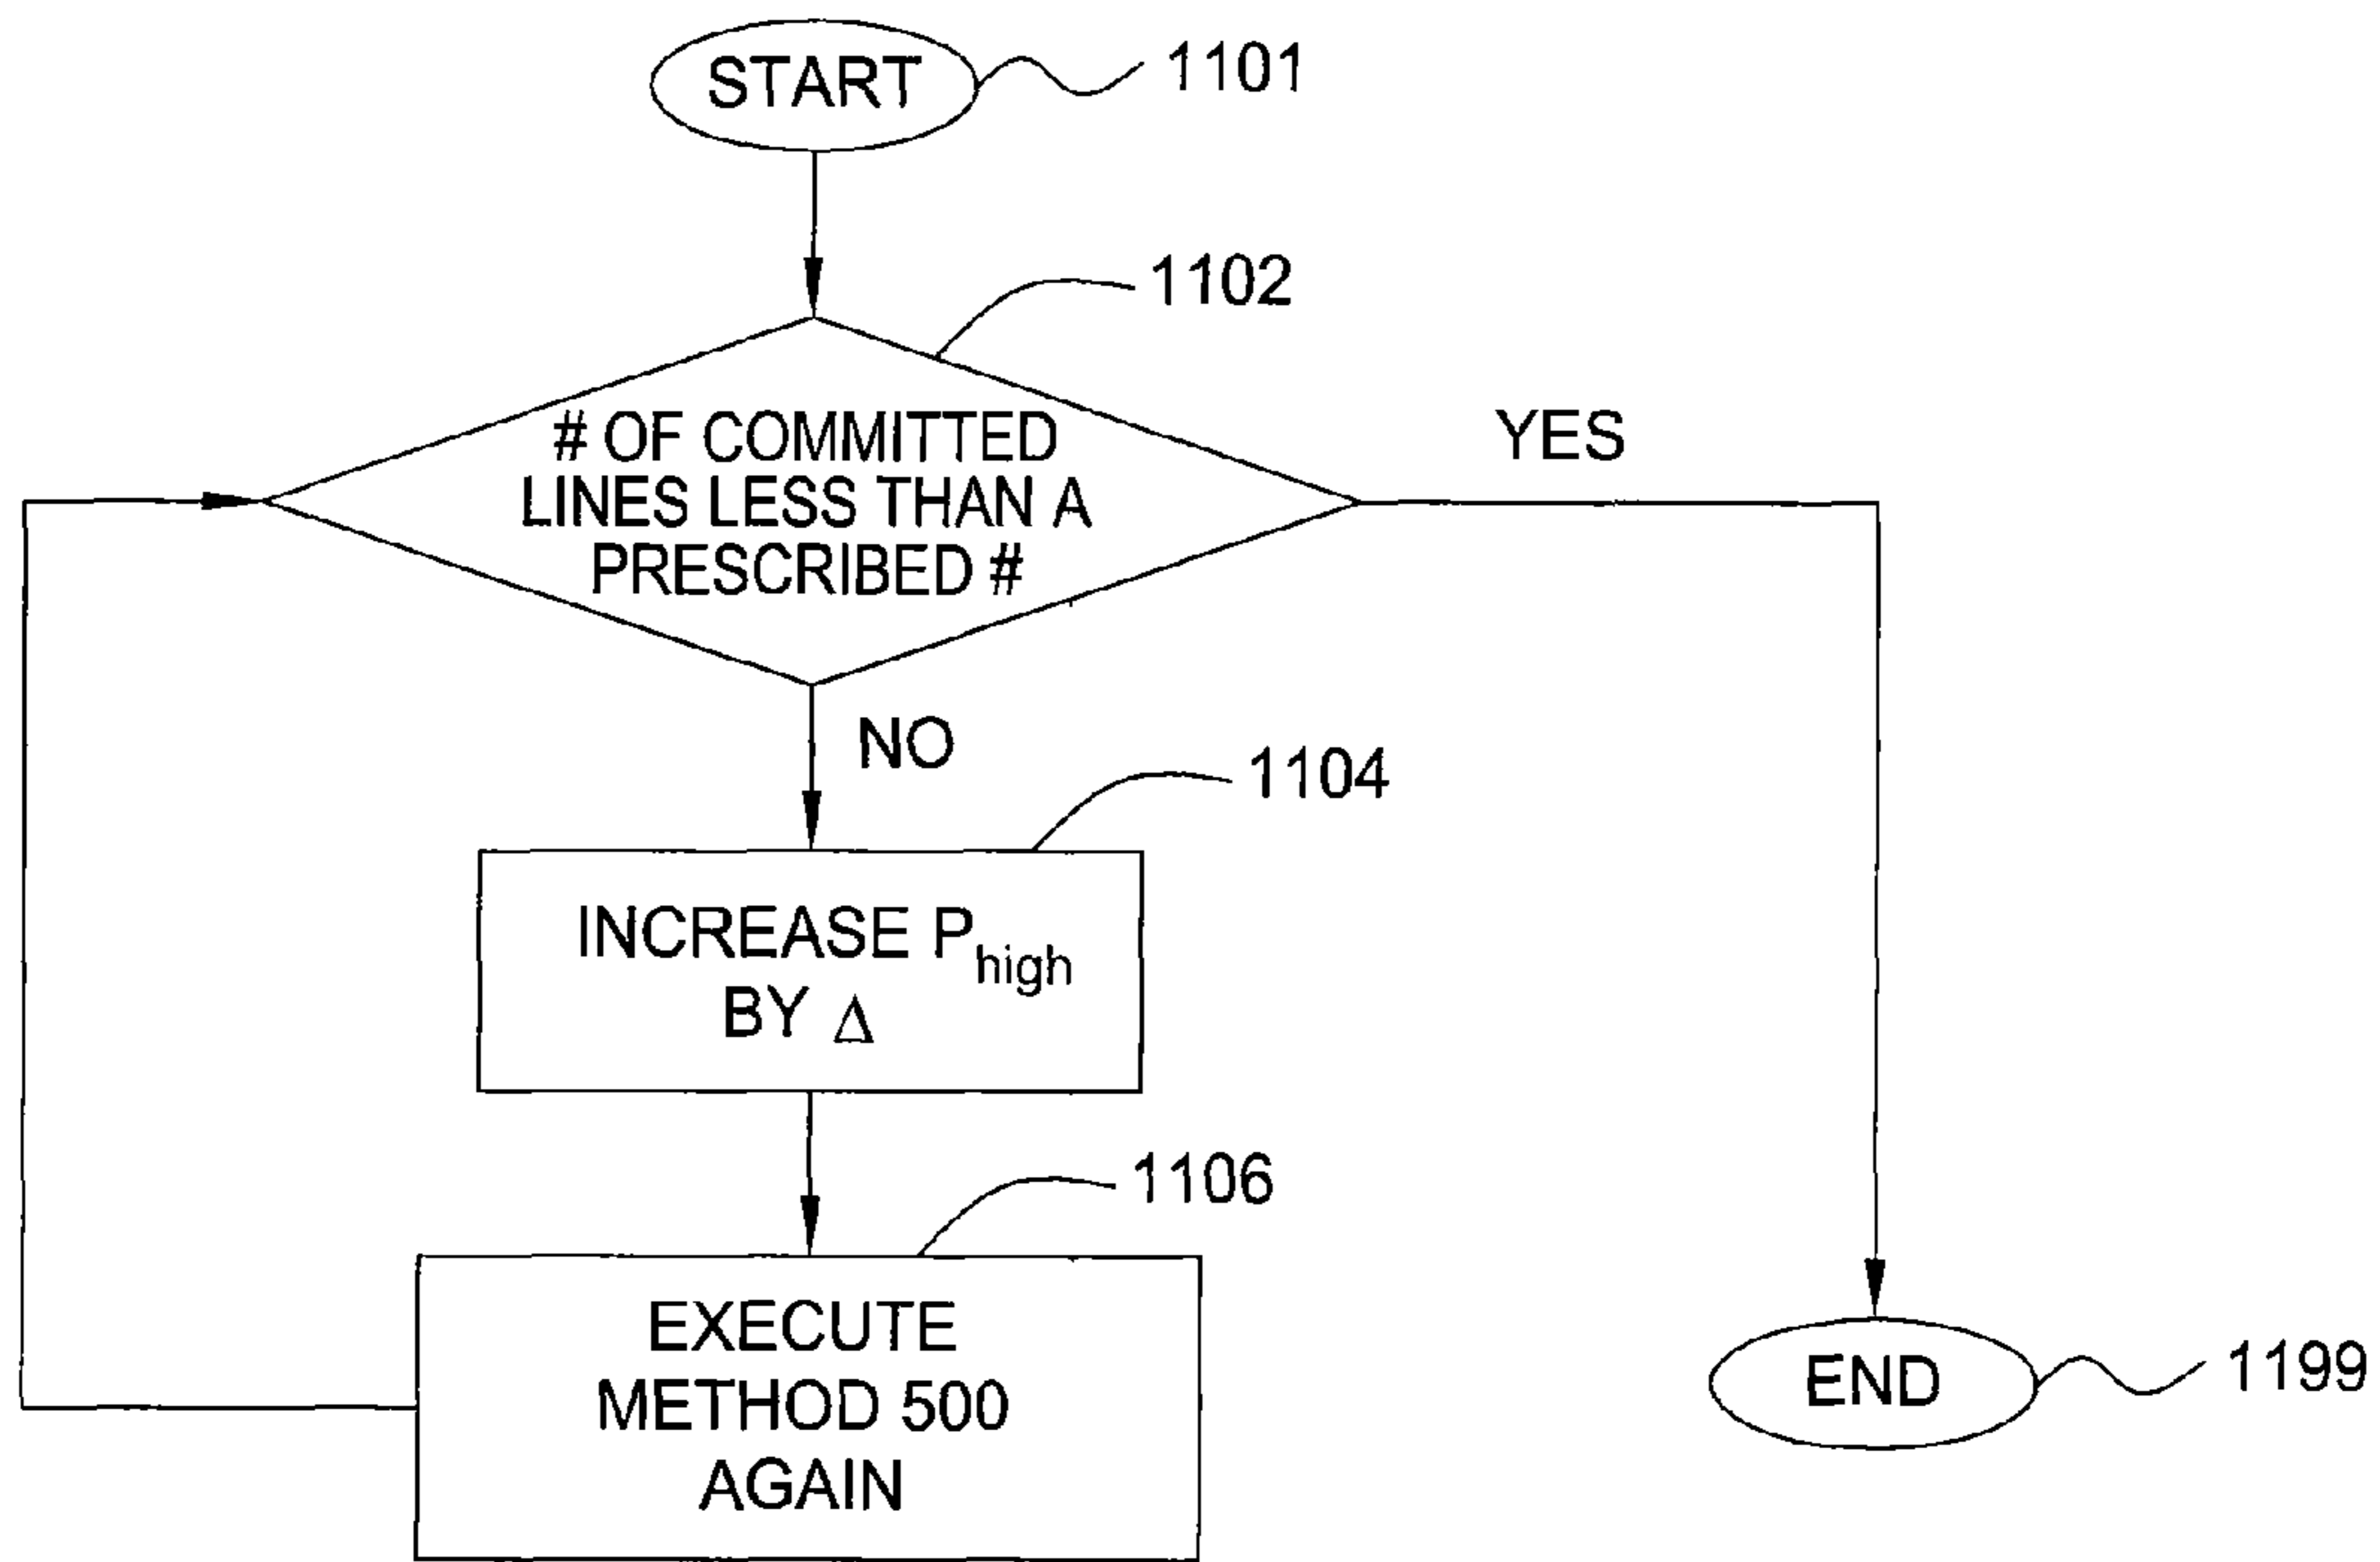 START
1101
1102
# OF COMMITTED
LINES LESS THAN A
PRESCRIBED #
YES
NO
1104
INCREASE P_high
BY Δ
1106
EXECUTE
METHOD 500
AGAIN
END
1199